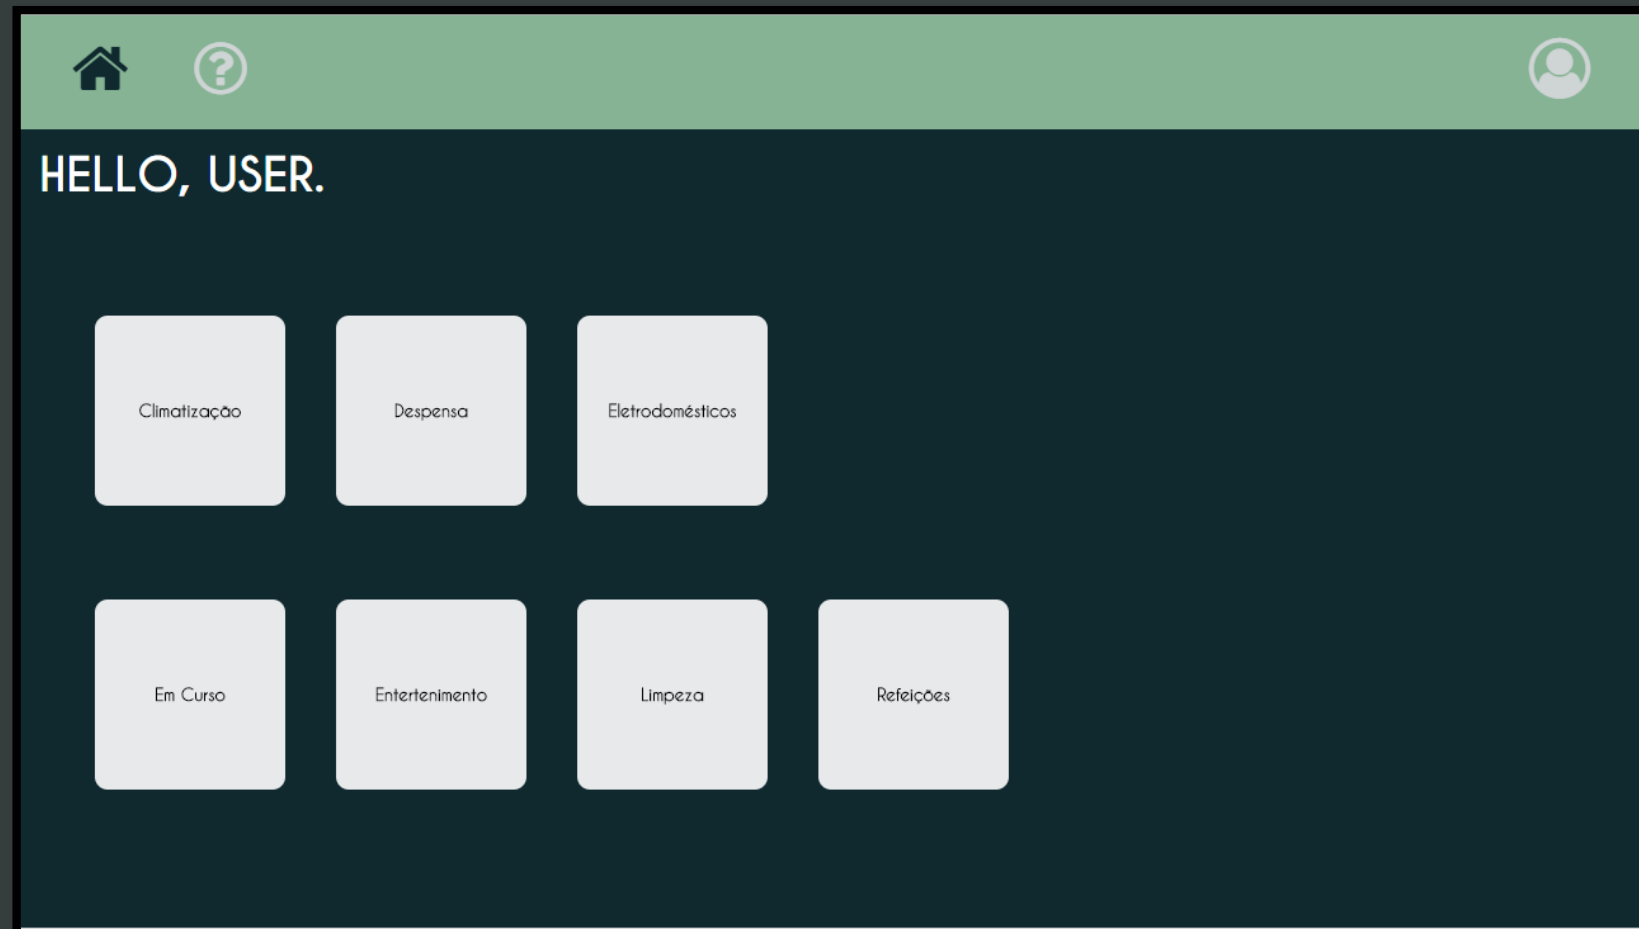 HELLO, USER.
Climatização
Despensa
Eletrodomésticos
Em Curso
Entertenimento
Limpeza
Refeições